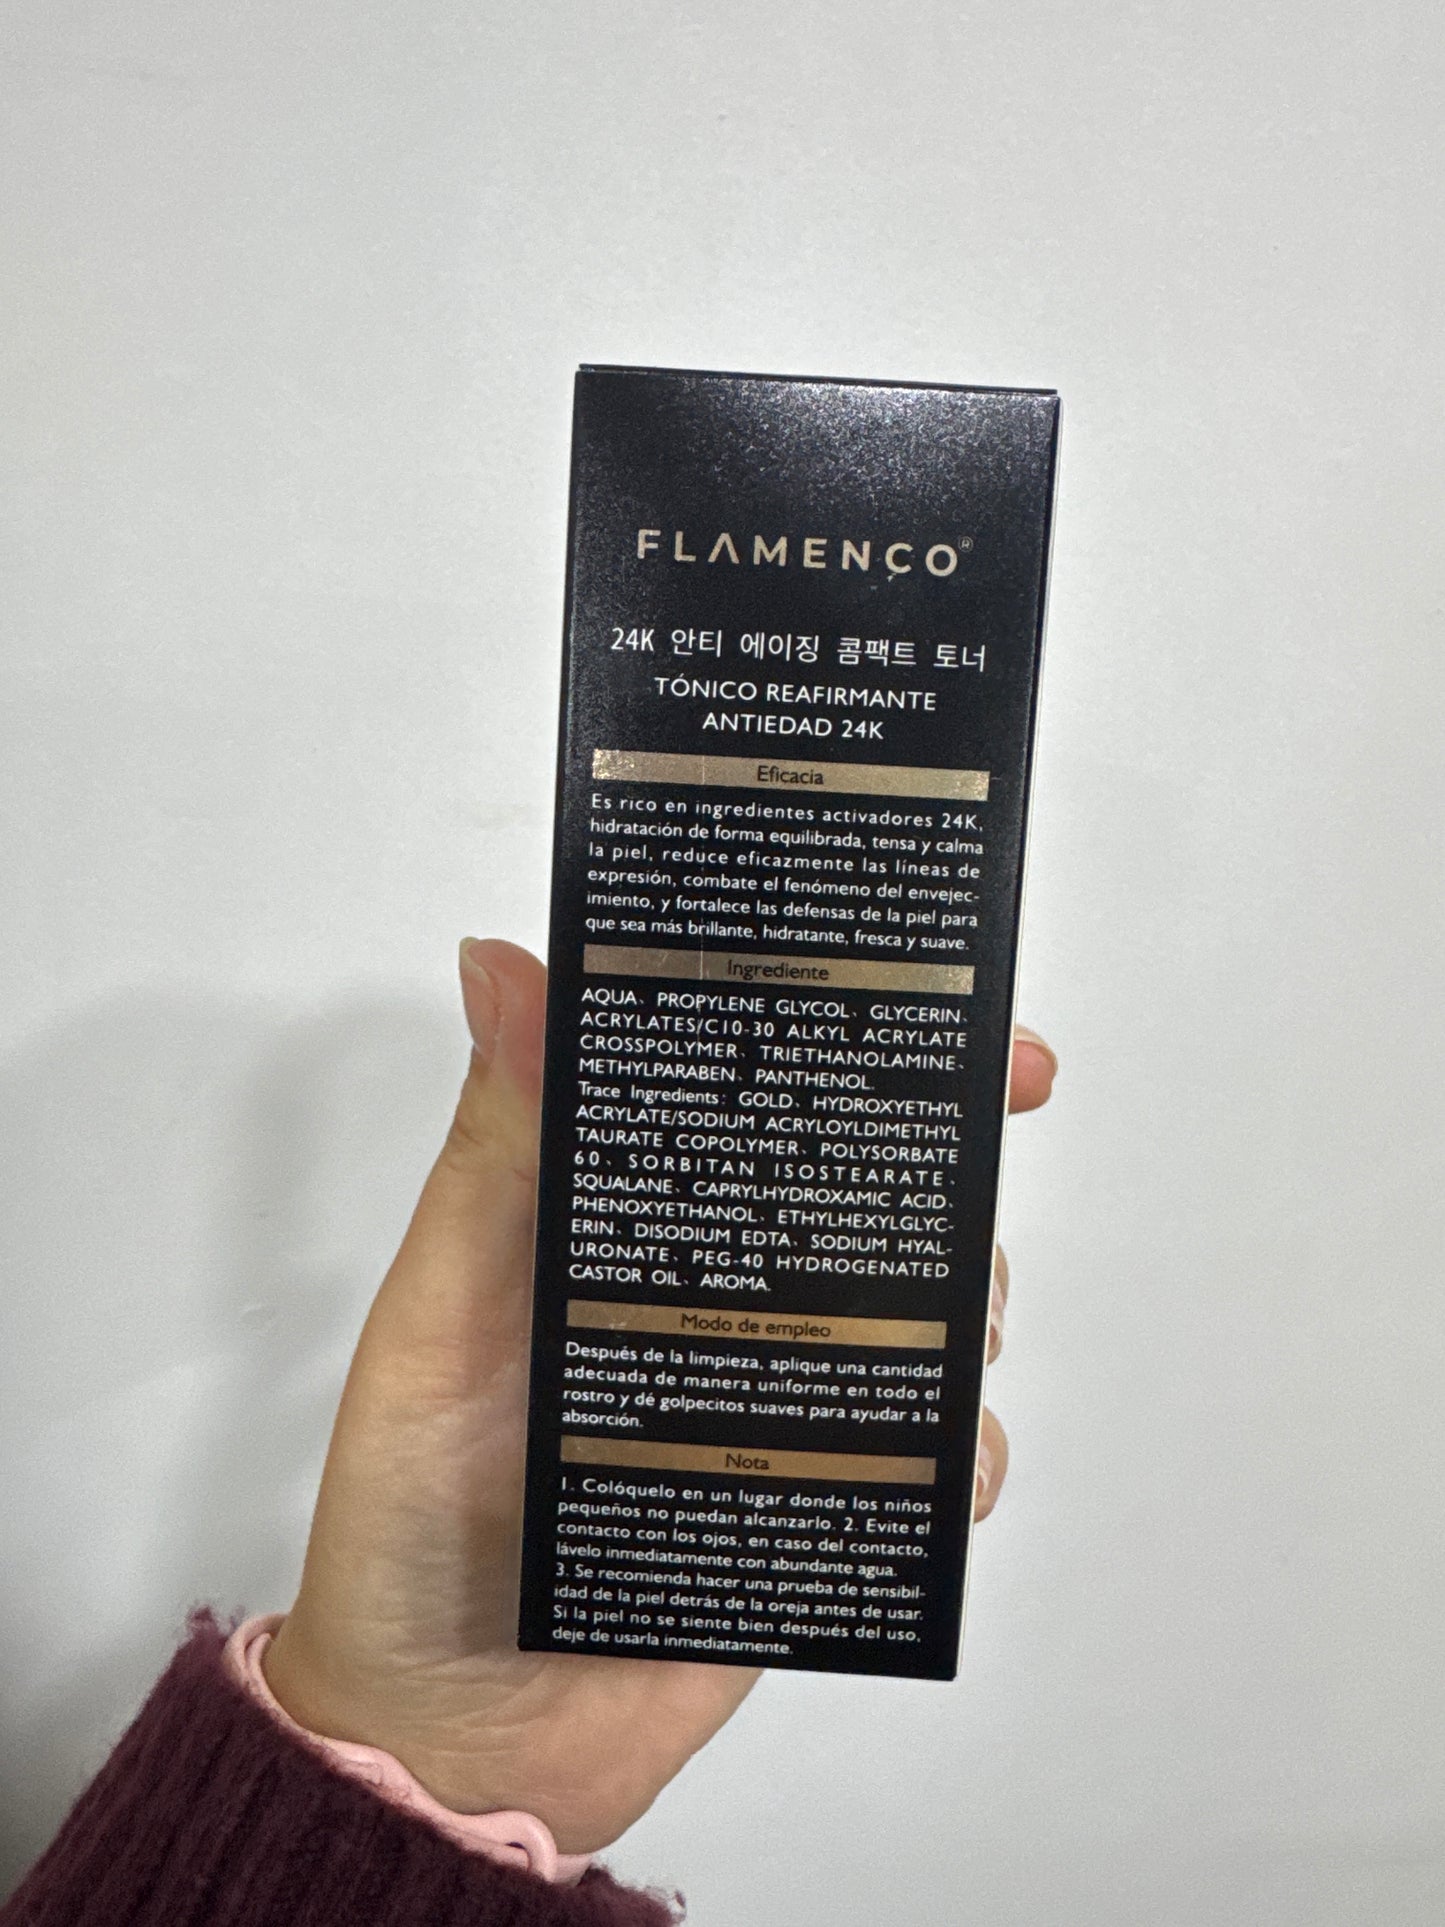 FLAMENCO®
24K 안티 에이징 콤팩트 토너
TÓNICO REAFIRMANTE
ANTIEDAD 24K
Eficacia
Es rico en ingredientes activadores 24K,
hidratación de forma equilibrada, tensa y calma
la piel, reduce eficazmente las líneas de
expresión, combate el fenómeno del envejec-
imiento, y fortalece las defensas de la piel para
que sea más brillante, hidratante, fresca y suave.
Ingrediente
AQUA、PROPYLENE GLYCOL、GLYCERIN、
ACRYLATES/C10-30 ALKYL ACRYLATE
CROSSPOLYMER、TRIETHANOLAMINE、
METHYLPARABEN、PANTHENOL.
Trace Ingredients: GOLD、HYDROXYETHYL
ACRYLATE/SODIUM ACRYLOYLDIMETHYL
TAURATE COPOLYMER、POLYSORBATE
60、SORBITAN ISOSTEARATE、
SQUALANE、CAPRYLHYDROXAMIC ACID、
PHENOXYETHANOL、ETHYLHEXYLGLYC-
ERIN、DISODIUM EDTA、SODIUM HYAL-
URONATE、PEG-40 HYDROGENATED
CASTOR OIL、AROMA.
Modo de empleo
Después de la limpieza, aplique una cantidad
adecuada de manera uniforme en todo el
rostro y dé golpecitos suaves para ayudar a la
absorción.
Nota
1. Colóquelo en un lugar donde los niños
pequeños no puedan alcanzarlo. 2. Evite el
contacto con los ojos, en caso del contacto,
lávelo inmediatamente con abundante agua.
3. Se recomienda hacer una prueba de sensibil-
idad de la piel detrás de la oreja antes de usar.
Si la piel no se siente bien después del uso,
deje de usarla inmediatamente.